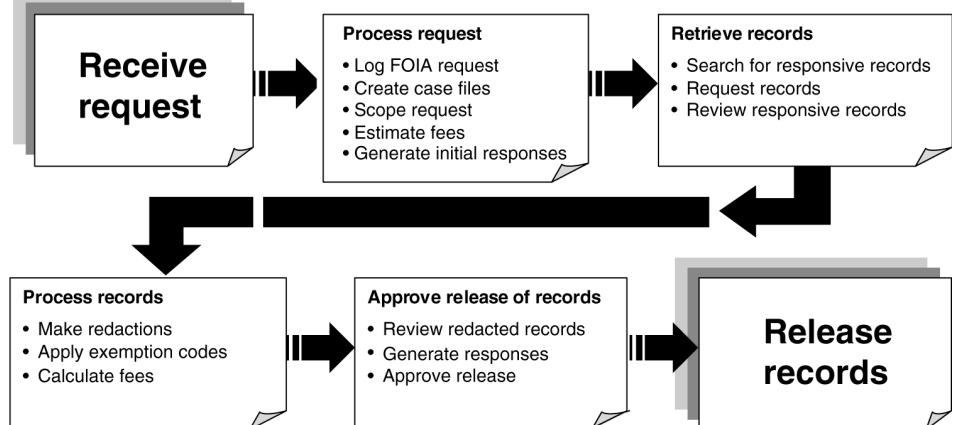 Receive
request
Process request
• Log FOIA request
• Create case files
• Scope request
• Estimate fees
• Generate initial responses
Retrieve records
• Search for responsive records
• Request records
• Review responsive records
Process records
• Make redactions
• Apply exemption codes
• Calculate fees
Approve release of records
• Review redacted records
• Generate responses
• Approve release
Release
records